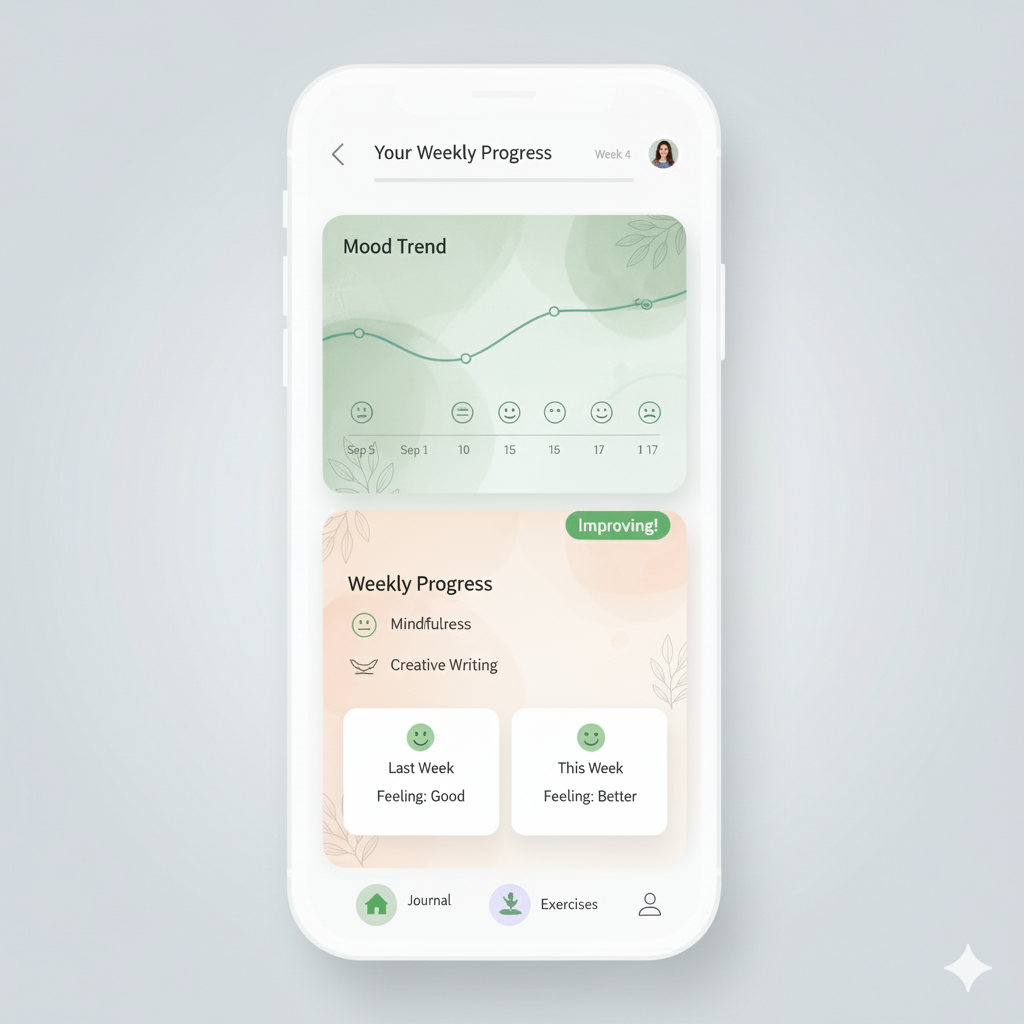 Your Weekly Progress Week 4
Mood Trend
Sep 5 Sep 1 10 15 15 17 1 17
Improving!
Weekly Progress
Mindfulress
Creative Writing
Last Week
Feeling: Good
This Week
Feeling: Better
Journal Exercises